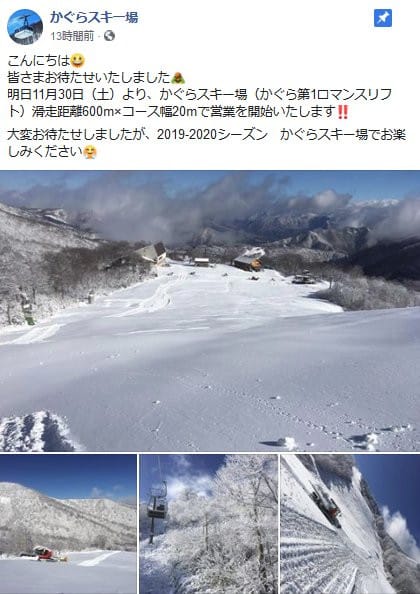 かぐらスキー場
13時間前 ·
こんにちは😃
皆さまお待たせいたしました🙇
明日11月30日（土）より、かぐらスキー場（かぐら第1ロマンスリフ
ト）滑走距離600m×コース幅20mで営業を開始いたします‼️
大変お待たせしましたが、2019-2020シーズン　かぐらスキー場でお楽
しみください🤗